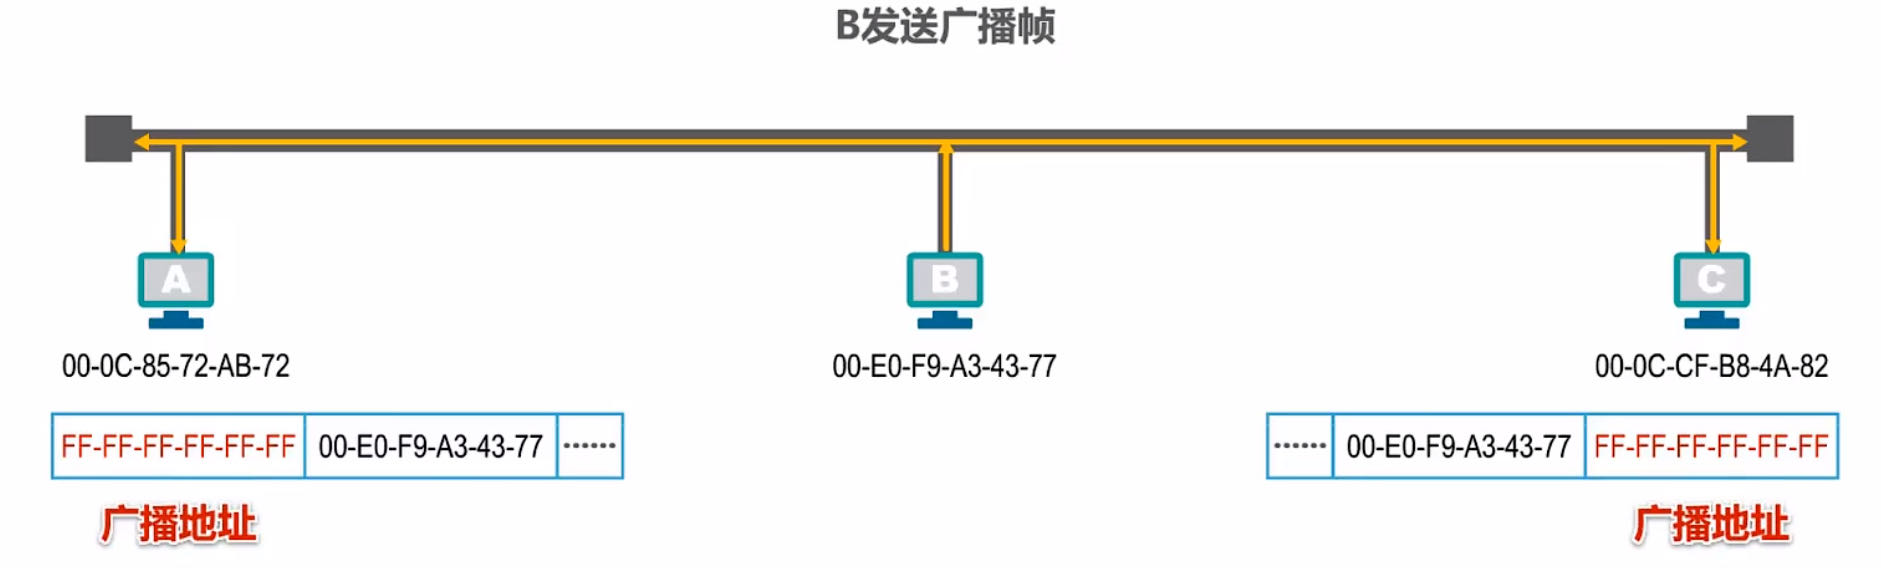 B发送广播帧
A
B
C
00-0C-85-72-AB-72
00-E0-F9-A3-43-77
00-0C-CF-B8-4A-82
FF-FF-FF-FF-FF-FF 00-E0-F9-A3-43-77 ······
······ 00-E0-F9-A3-43-77 FF-FF-FF-FF-FF-FF
广播地址
广播地址